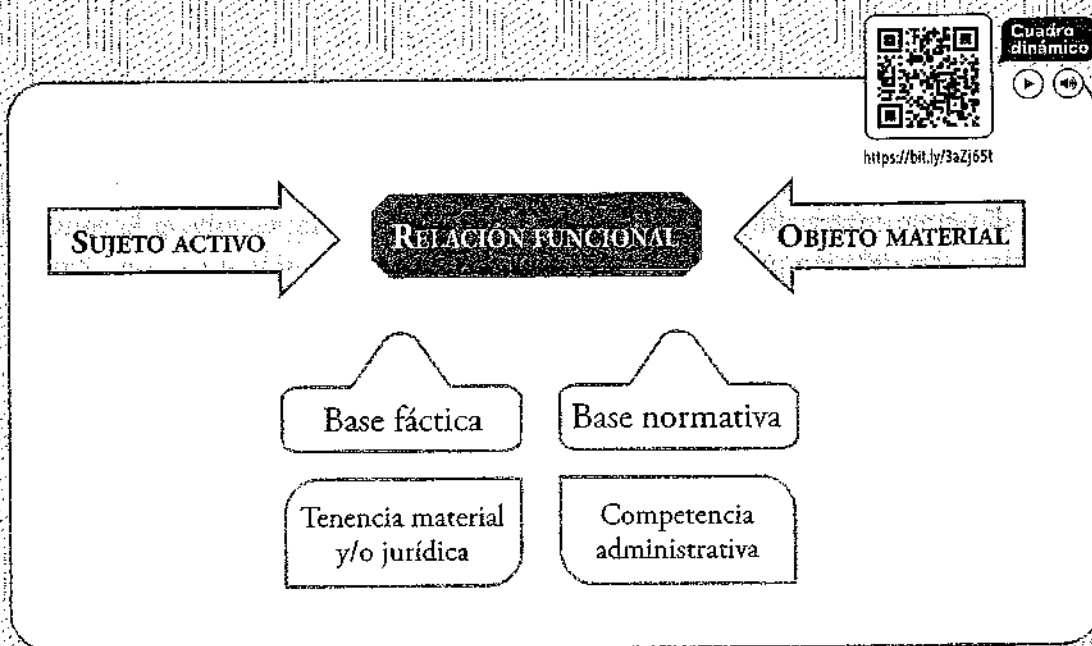 Cuadro
dinámico
https://bit.ly/3aZj65t
SUJETO ACTIVO
RELACIÓN FUNCIONAL
OBJETO MATERIAL
Base fáctica
Base normativa
Tenencia material
y/o jurídica
Competencia
administrativa